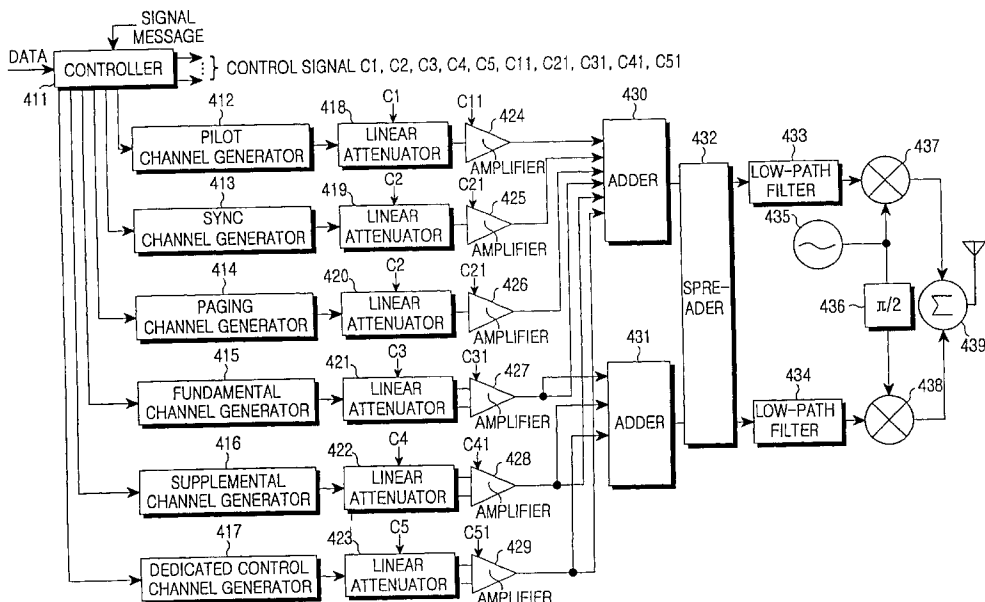 SIGNAL
MESSAGE
DATA
CONTROLLER
411
CONTROL SIGNAL C1, C2, C3, C4, C5, C11, C21, C31, C41, C51
412
PILOT
CHANNEL GENERATOR
418
C1
LINEAR
ATTENUATOR
C11
424
AMPLIFIER
430
ADDER
432
SPRE-
ADER
433
LOW-PATH
FILTER
437
435
413
SYNC
CHANNEL GENERATOR
419
C2
LINEAR
ATTENUATOR
C21
425
AMPLIFIER
414
PAGING
CHANNEL GENERATOR
420
C2
LINEAR
ATTENUATOR
C21
426
AMPLIFIER
436
π/2
Σ
439
415
FUNDAMENTAL
CHANNEL GENERATOR
421
C3
LINEAR
ATTENUATOR
C31
427
AMPLIFIER
431
ADDER
434
LOW-PATH
FILTER
438
416
SUPPLEMENTAL
CHANNEL GENERATOR
422
C4
LINEAR
ATTENUATOR
C41
428
AMPLIFIER
417
DEDICATED CONTROL
CHANNEL GENERATOR
423
C5
LINEAR
ATTENUATOR
C51
429
AMPLIFIER